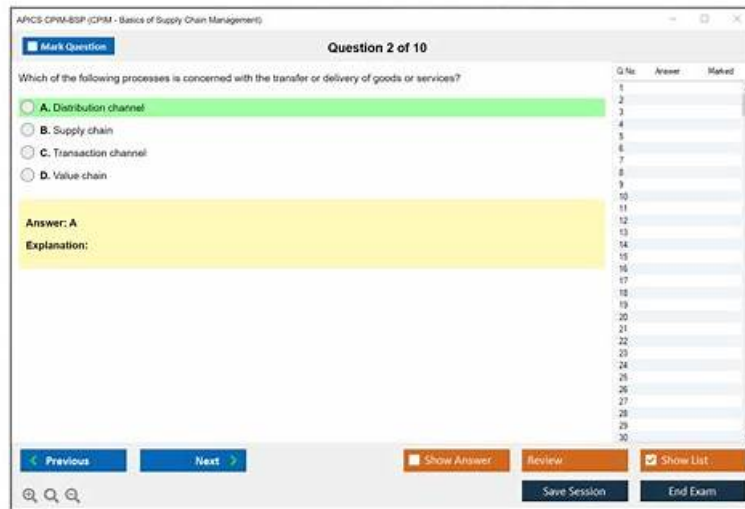 APICS CPIM-BSP (CPIM - Basics of Supply Chain Management)
Mark Question
Question 2 of 10
Which of the following processes is concerned with the transfer or delivery of goods or services?
A. Distribution channel
B. Supply chain
C. Transaction channel
D. Value chain
Answer: A
Explanation:
Q.No Answer Marked
1
2
3
4
5
6
7
8
9
10
11
12
13
14
15
16
17
18
19
20
21
22
23
24
25
26
27
28
29
30
Previous
Next
Show Answer
Review
Show List
Save Session
End Exam